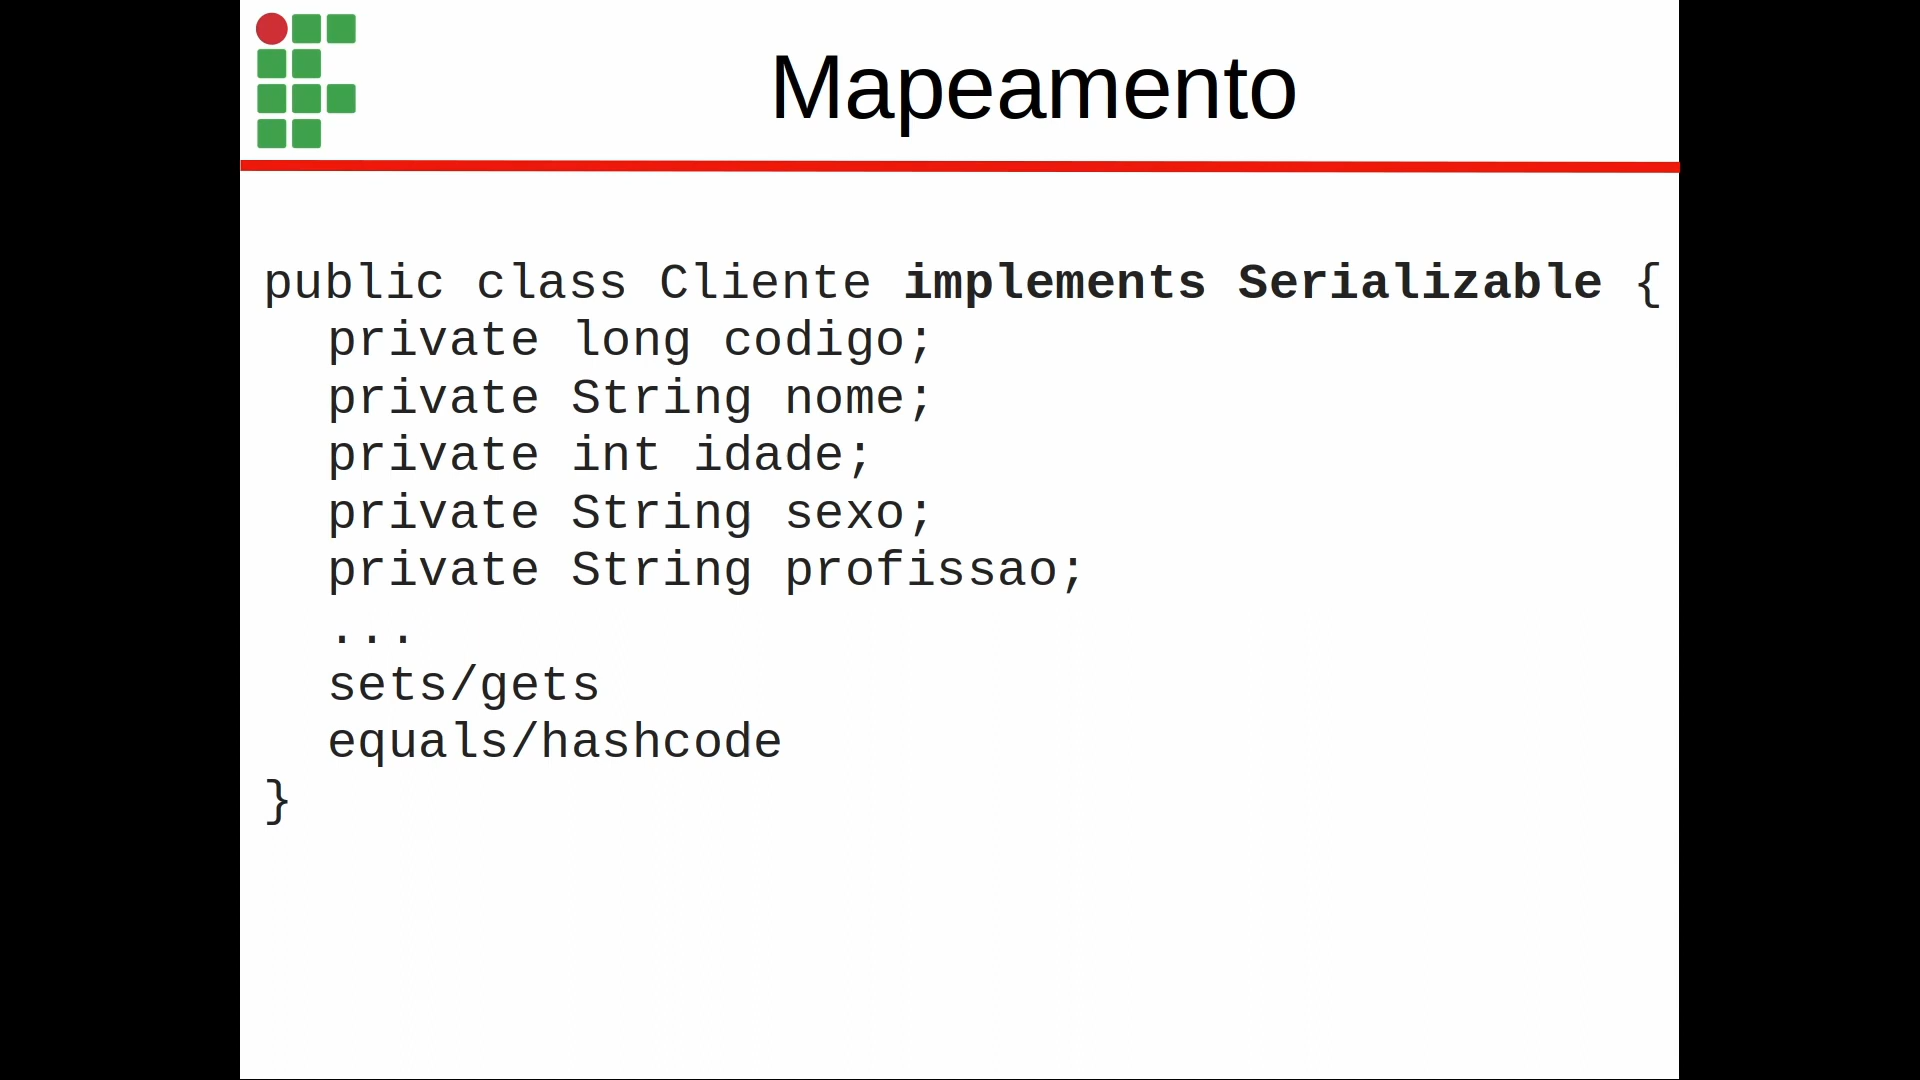 Mapeamento
public class Cliente implements Serializable {
private long codigo;
private String nome;
private int idade;
private String sexo;
private String profissao;
...
sets/gets
equals/hashcode
}